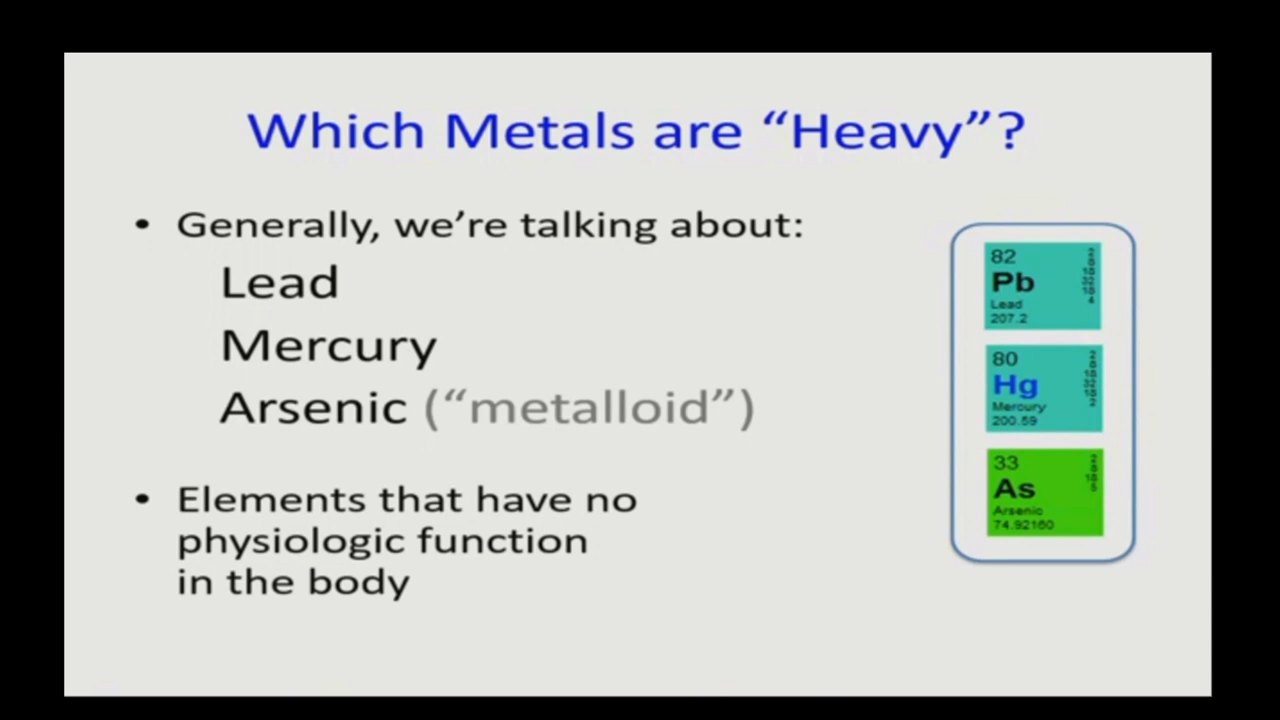 Which Metals are “Heavy”?
• Generally, we’re talking about:
Lead
Mercury
Arsenic (“metalloid”)
• Elements that have no
physiologic function
in the body
82
Pb
Lead
207.2
80
Hg
Mercury
200.59
33
As
Arsenic
74.92160